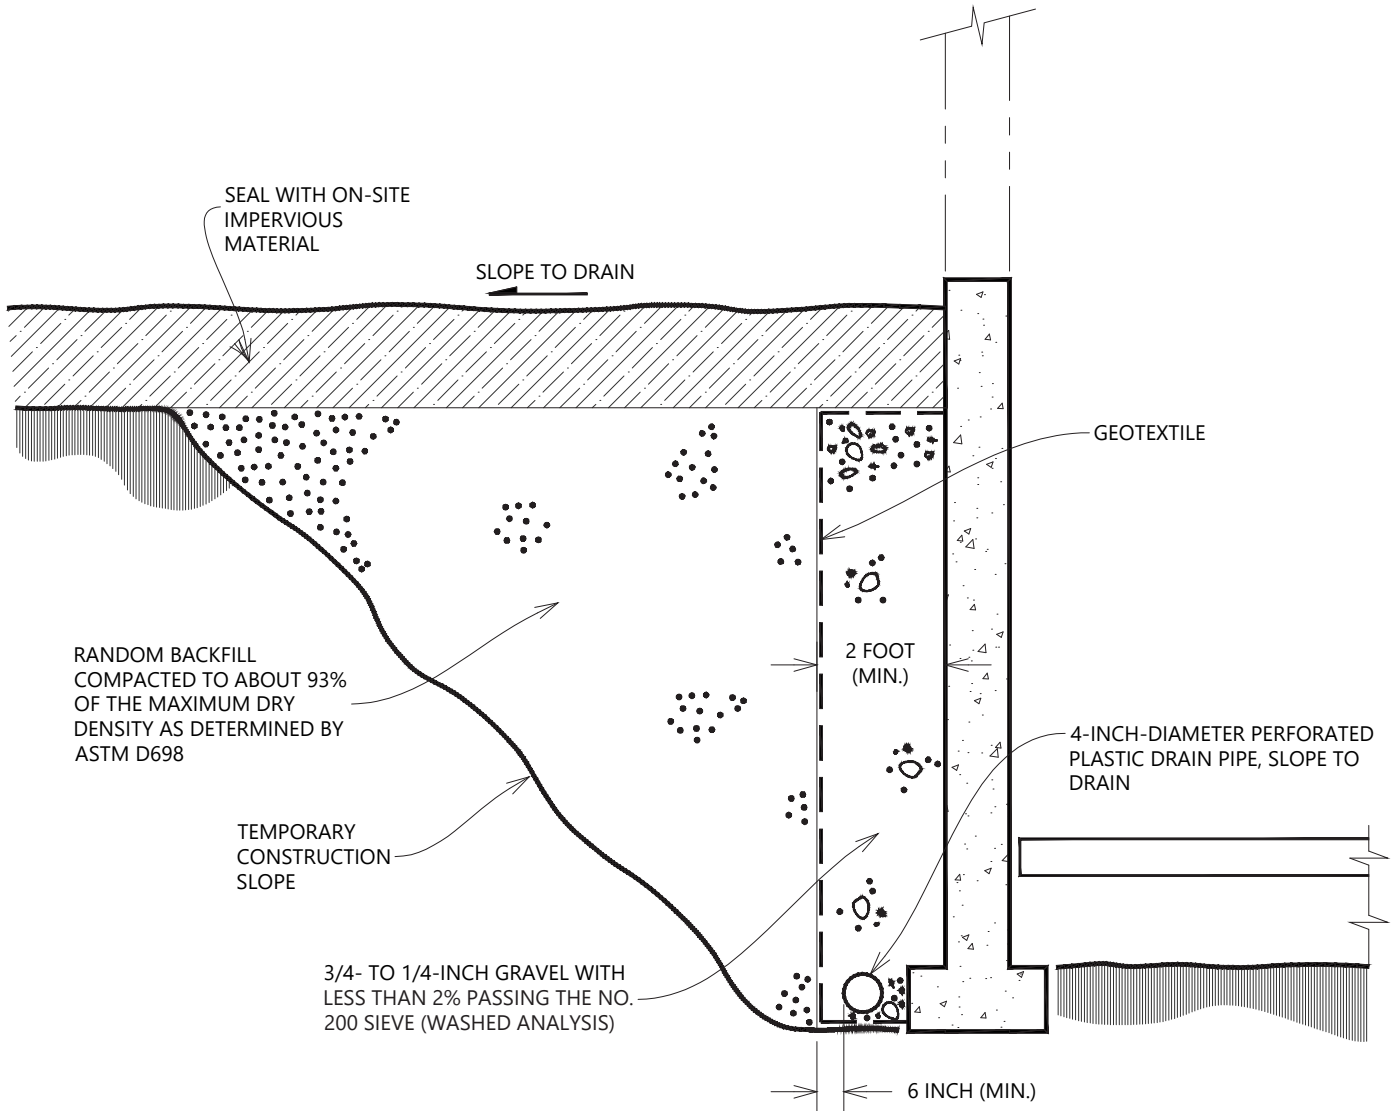 SEAL WITH ON-SITE
IMPERVIOUS
MATERIAL
SLOPE TO DRAIN
GEOTEXTILE
RANDOM BACKFILL
COMPACTED TO ABOUT 93%
OF THE MAXIMUM DRY
DENSITY AS DETERMINED BY
ASTM D698
2 FOOT
(MIN.)
4-INCH-DIAMETER PERFORATED
PLASTIC DRAIN PIPE, SLOPE TO
DRAIN
TEMPORARY
CONSTRUCTION
SLOPE
3/4- TO 1/4-INCH GRAVEL WITH
LESS THAN 2% PASSING THE NO.
200 SIEVE (WASHED ANALYSIS)
6 INCH (MIN.)